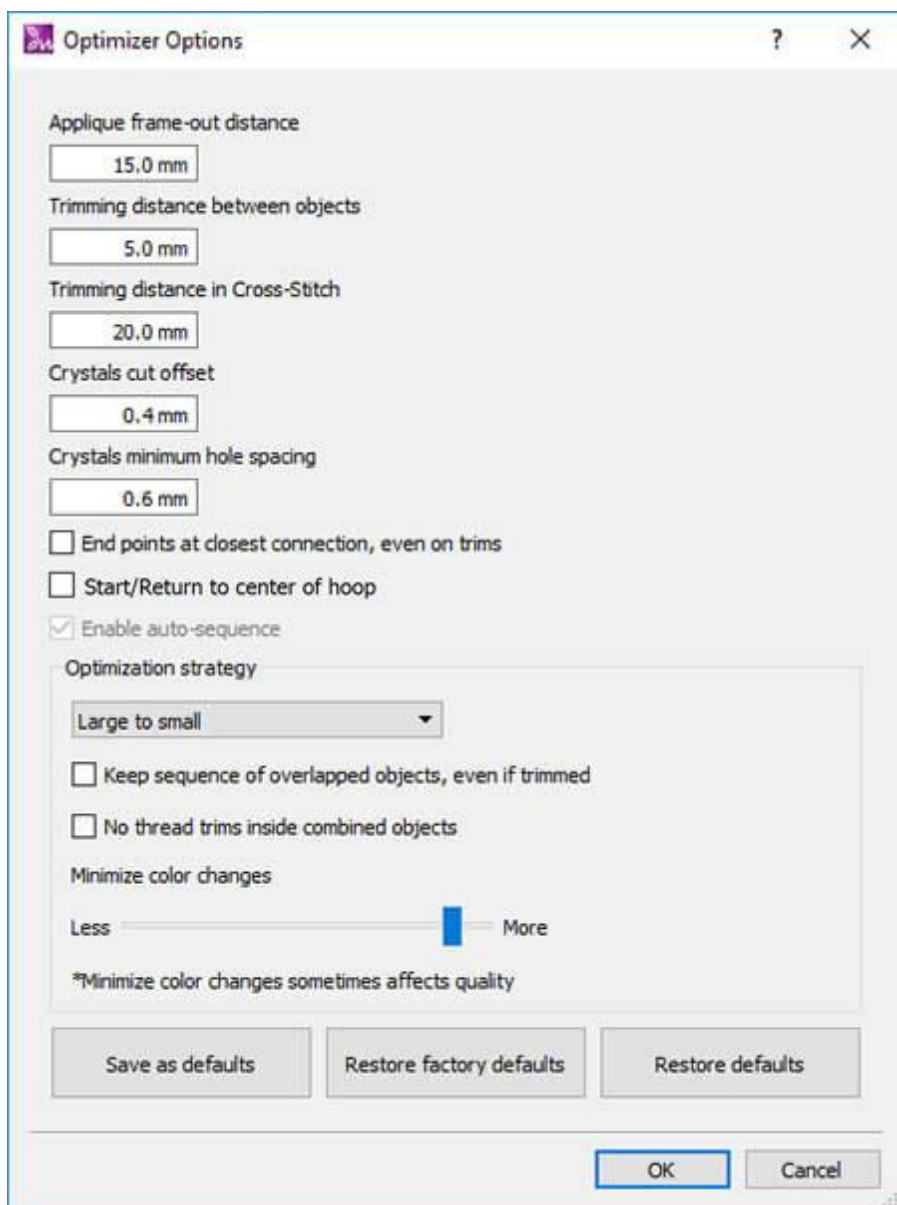 Optimizer Options ?
Applique frame-out distance
15.0 mm
Trimming distance between objects
5.0 mm
Trimming distance in Cross-Stitch
20.0 mm
Crystals cut offset
0.4 mm
Crystals minimum hole spacing
0.6 mm
End points at closest connection, even on trims
Start/Return to center of hoop
Enable auto-sequence
Optimization strategy
Large to small
Keep sequence of overlapped objects, even if trimmed
No thread trims inside combined objects
Minimize color changes
Less More
*Minimize color changes sometimes affects quality
Save as defaults Restore factory defaults Restore defaults
OK Cancel